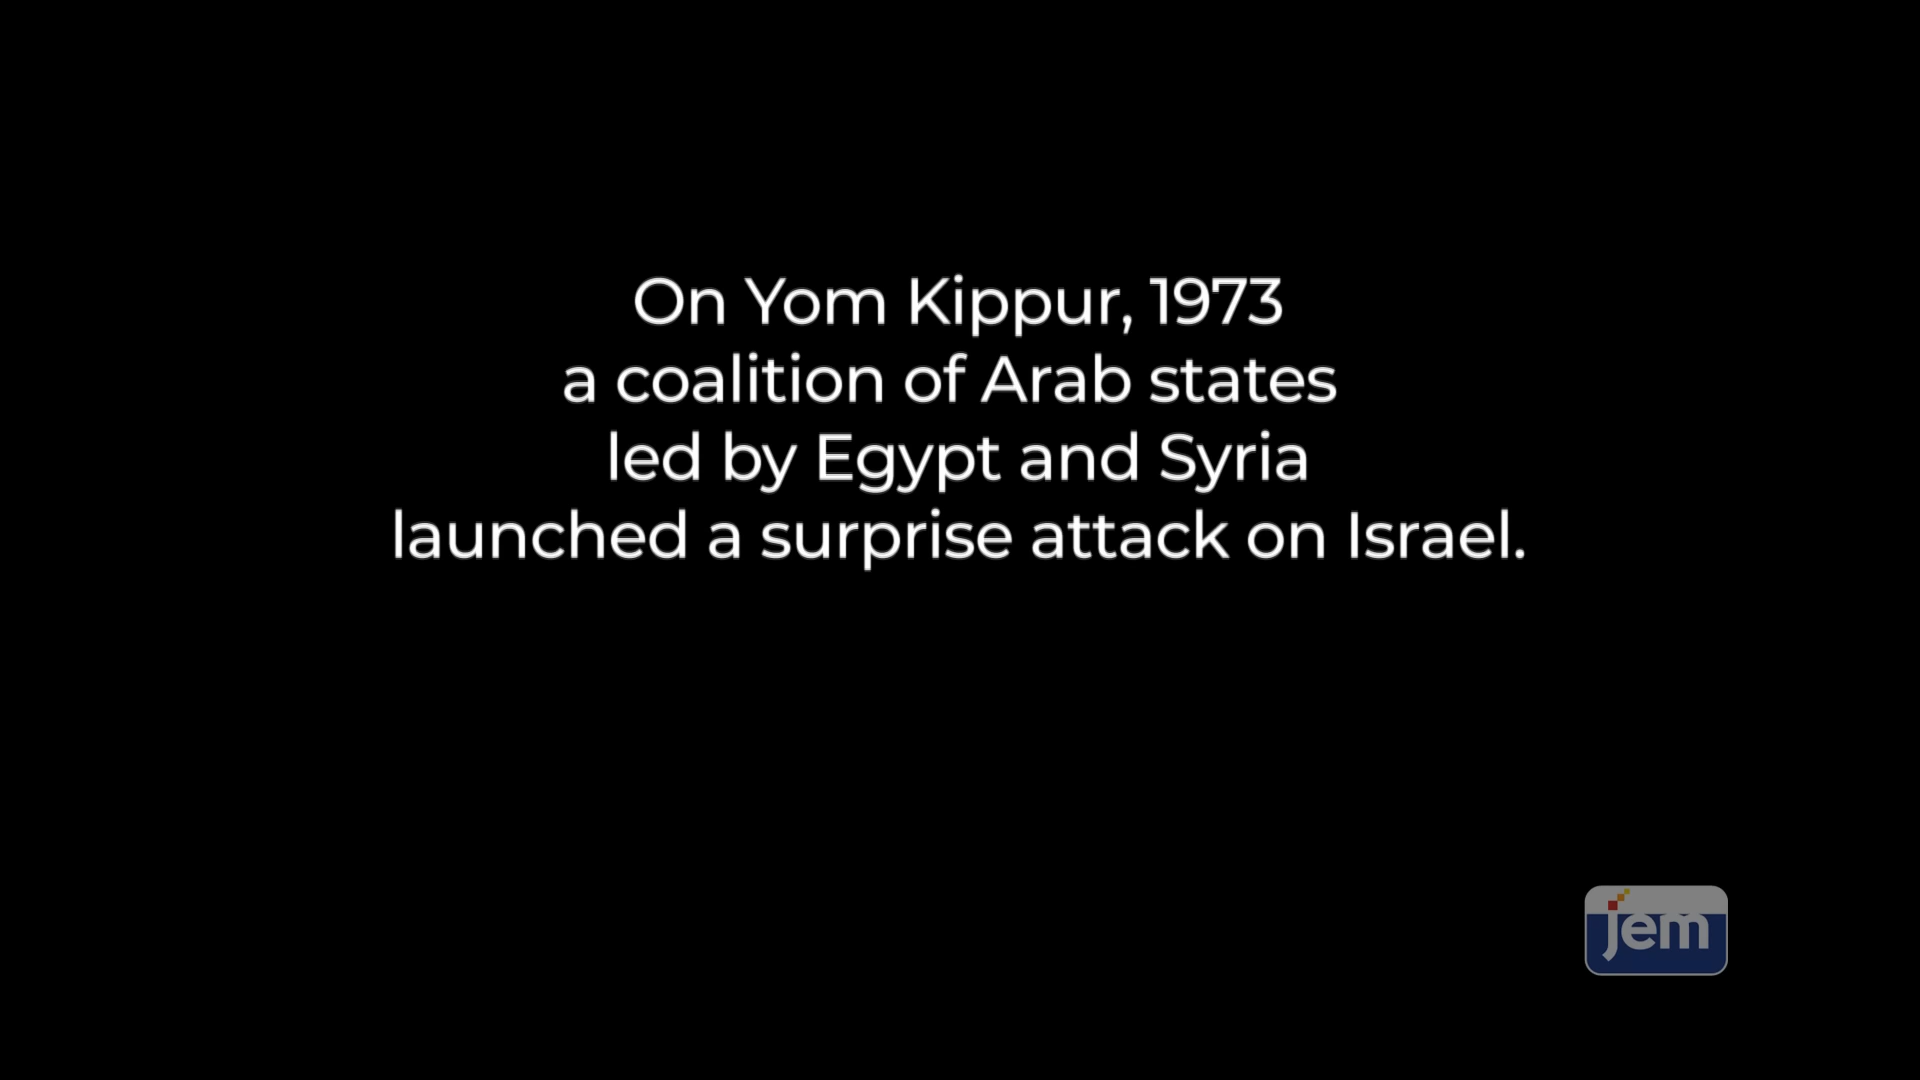 On Yom Kippur, 1973
a coalition of Arab states
led by Egypt and Syria
launched a surprise attack on Israel.
jem